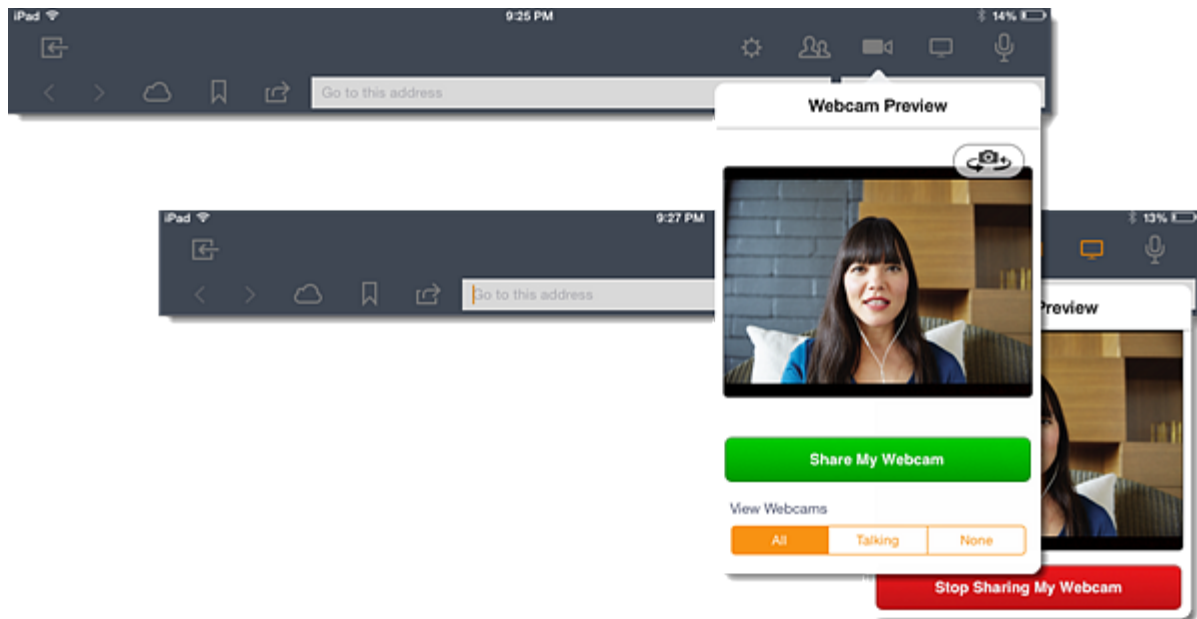 iPad 9:25 PM 14%
Go to this address
Webcam Preview
iPad 9:27 PM 13%
Go to this address
Preview
Share My Webcam
View Webcams
All Talking None
Stop Sharing My Webcam